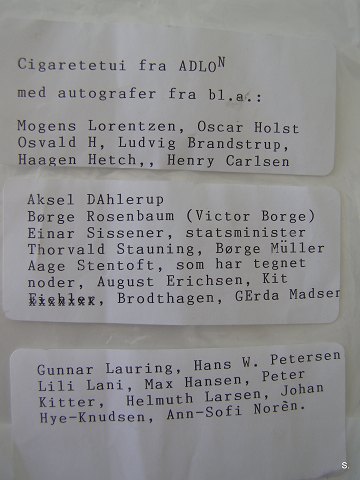 Cigaretetui fra ADLON
med autografer fra bl.a.:
Mogens Lorentzen, Oscar Holst
Osvald H, Ludvig Brandstrup,
Haagen Hetch,, Henry Carlsen
Aksel DAhlerup
Børge Rosenbaum (Victor Borge)
Einar Sissener, statsminister
Thorvald Stauning, Børge Müller
Aage Stentoft, som har tegnet
noder, August Erichsen, Kit
Eichler, Brodthagen, GErda Madsen
Gunnar Lauring, Hans W. Petersen
Lili Lani, Max Hansen, Peter
Kitter, Helmuth Larsen, Johan
Hye-Knudsen, Ann-Sofi Norèn.
S.